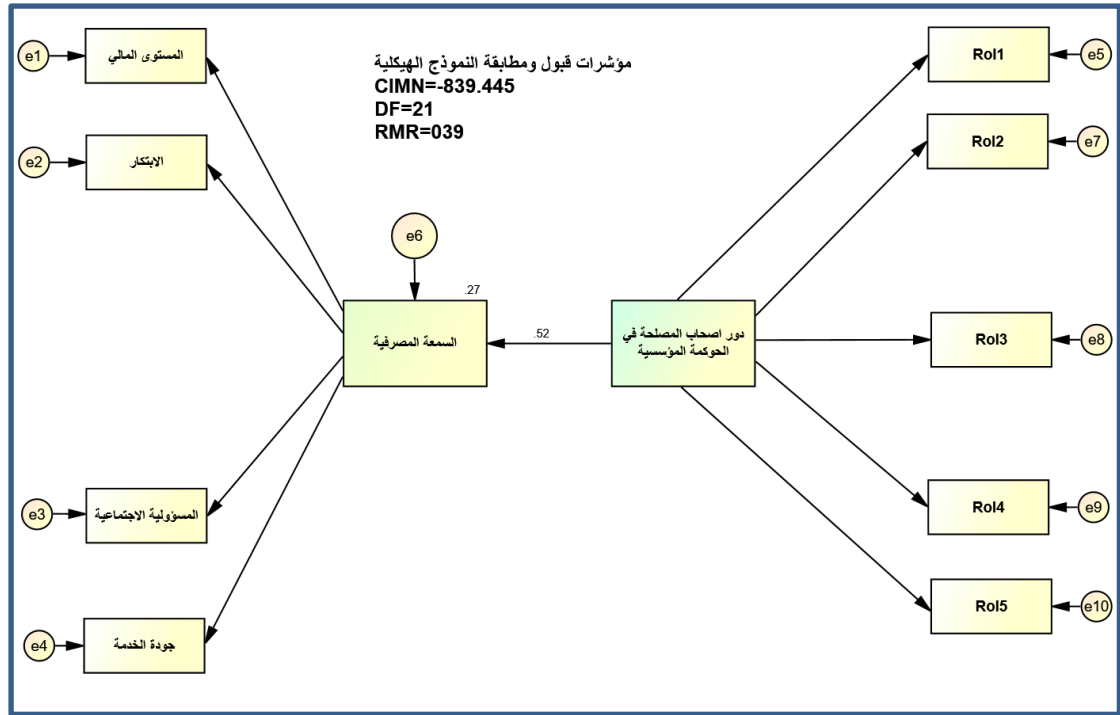 مؤشرات قبول ومطابقة النموذج الهيكلية
CIMN=-839.445
DF=21
RMR=039
e1
المستوى المالي
e2
الابتكار
e6
.27
السمعة المصرفية
.52
دور اصحاب المصلحة في
الحوكمة المؤسسية
e3
المسؤولية الاجتماعية
e4
جودة الخدمة
Rol1
e5
Rol2
e7
Rol3
e8
Rol4
e9
Rol5
e10